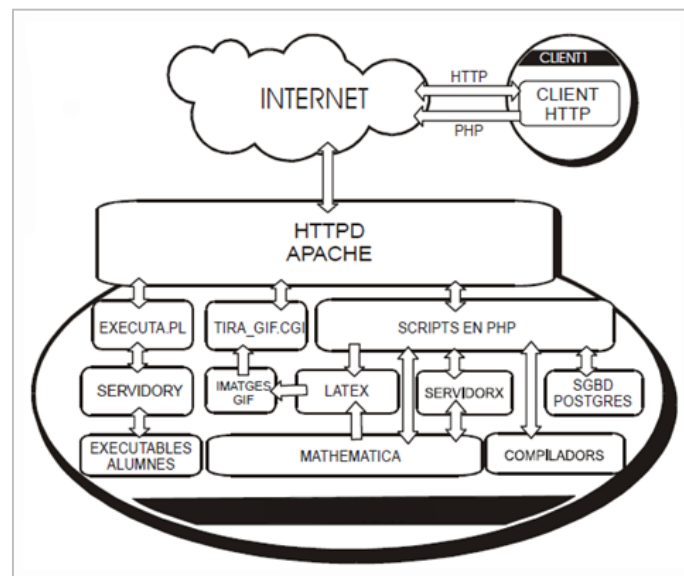 CLIENT1
HTTP
CLIENT
HTTP
INTERNET
PHP
HTTPD
APACHE
EXECUTA.PL
TIRA_GIF.CGI
SCRIPTS EN PHP
SERVIDORY
IMATGES
GIF
LATEX
SERVIDORX
SGBD
POSTGRES
EXECUTABLES
ALUMNES
MATHEMATICA
COMPILADORS